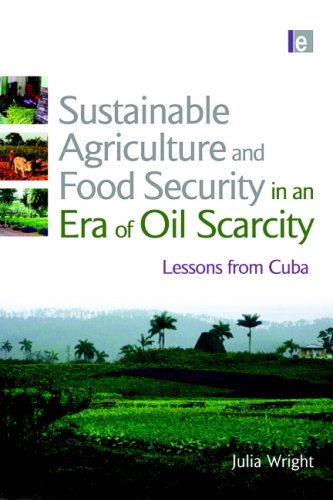 e
Sustainable
Agriculture and
Food Security in an
Era of Oil Scarcity
Lessons from Cuba
Julia Wright